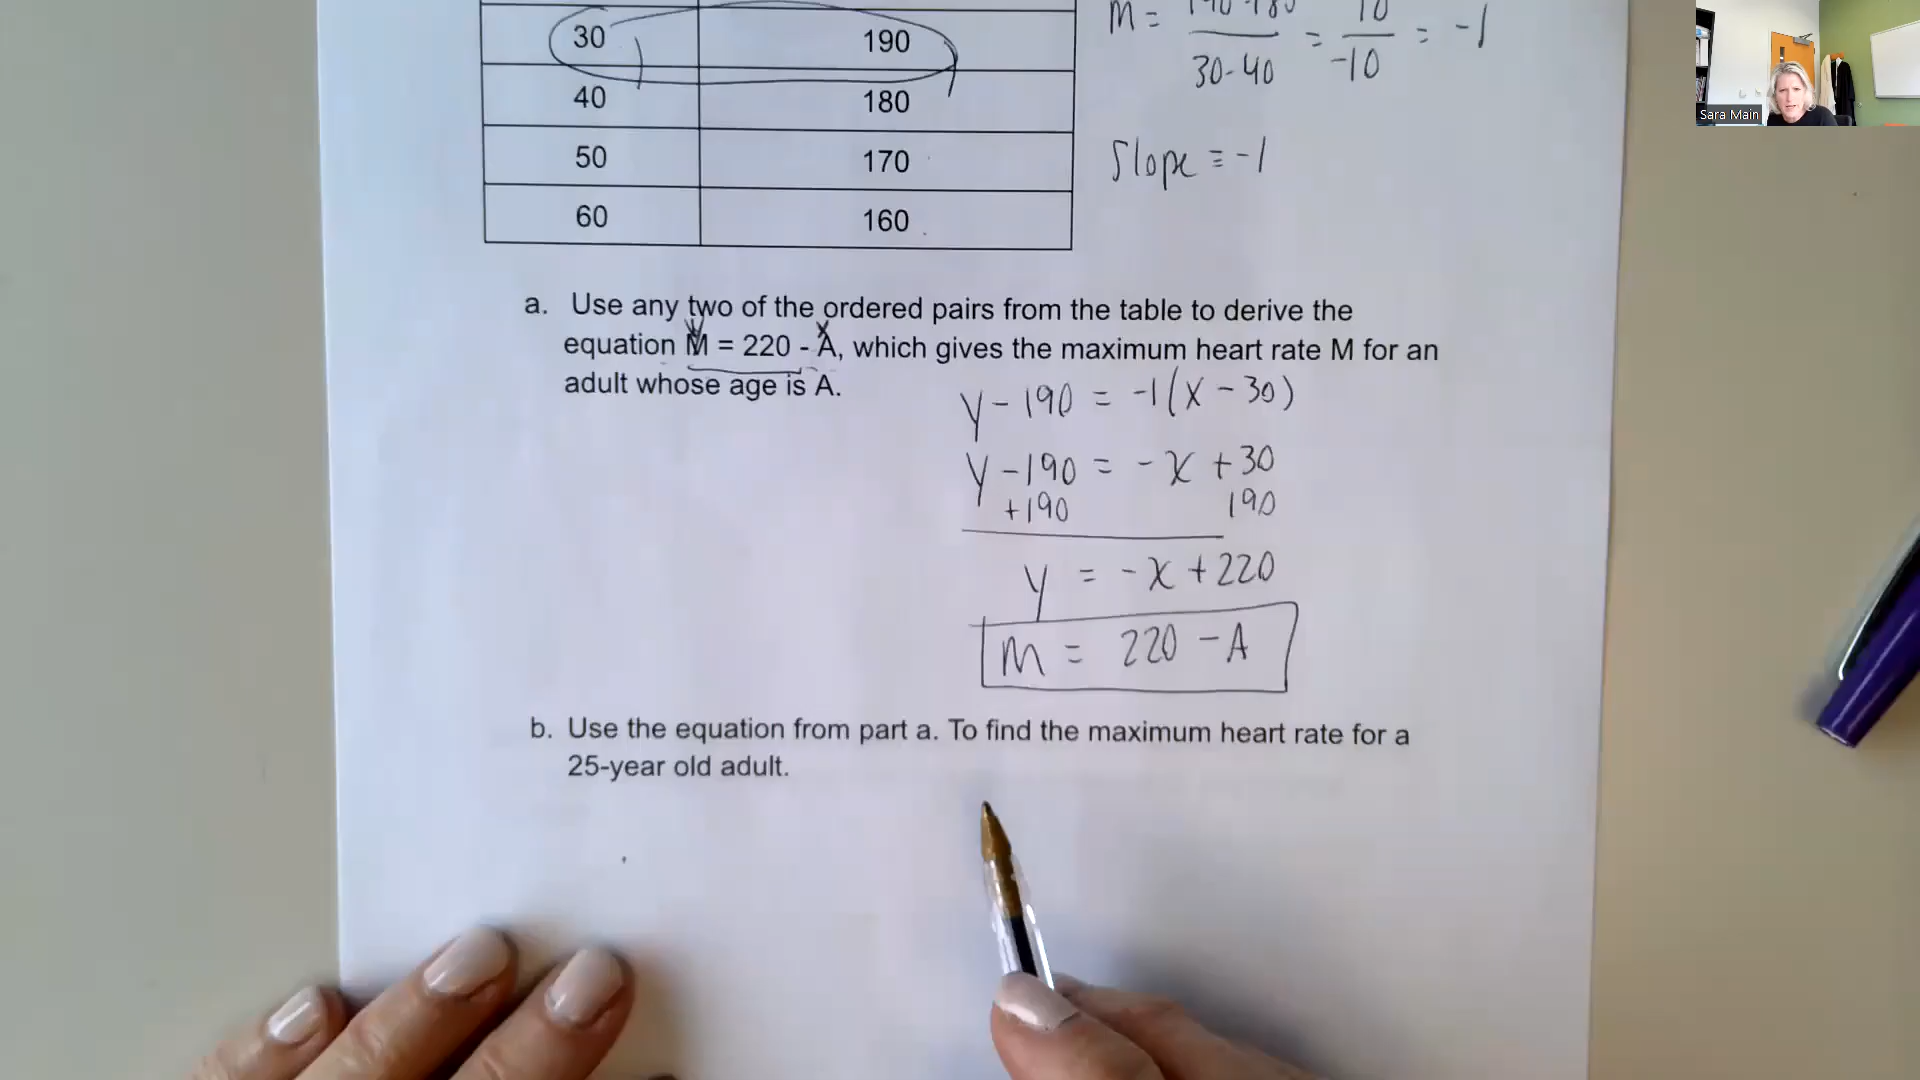 30 190
40 180
50 170
60 160
M = 190-180 / 30-40 = 10 / -10 = -1
Slope = -1
Sara Main
a. Use any two of the ordered pairs from the table to derive the
equation M = 220 - A, which gives the maximum heart rate M for an
adult whose age is A.
y - 190 = -1(x - 30)
y - 190 = -x + 30
+190 190
y = -x + 220
M = 220 - A
b. Use the equation from part a. To find the maximum heart rate for a
25-year old adult.